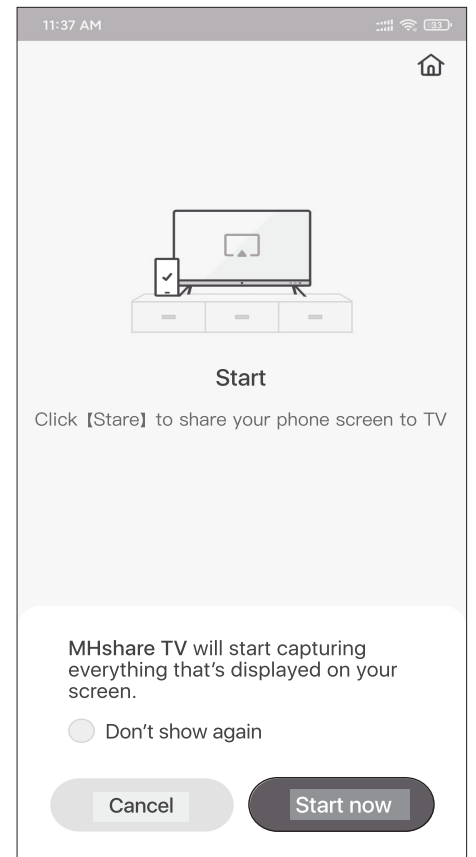 11:37 AM
33
Start
Click【Stare】to share your phone screen to TV
MHshare TV will start capturing
everything that's displayed on your
screen.
Don't show again
Cancel
Start now